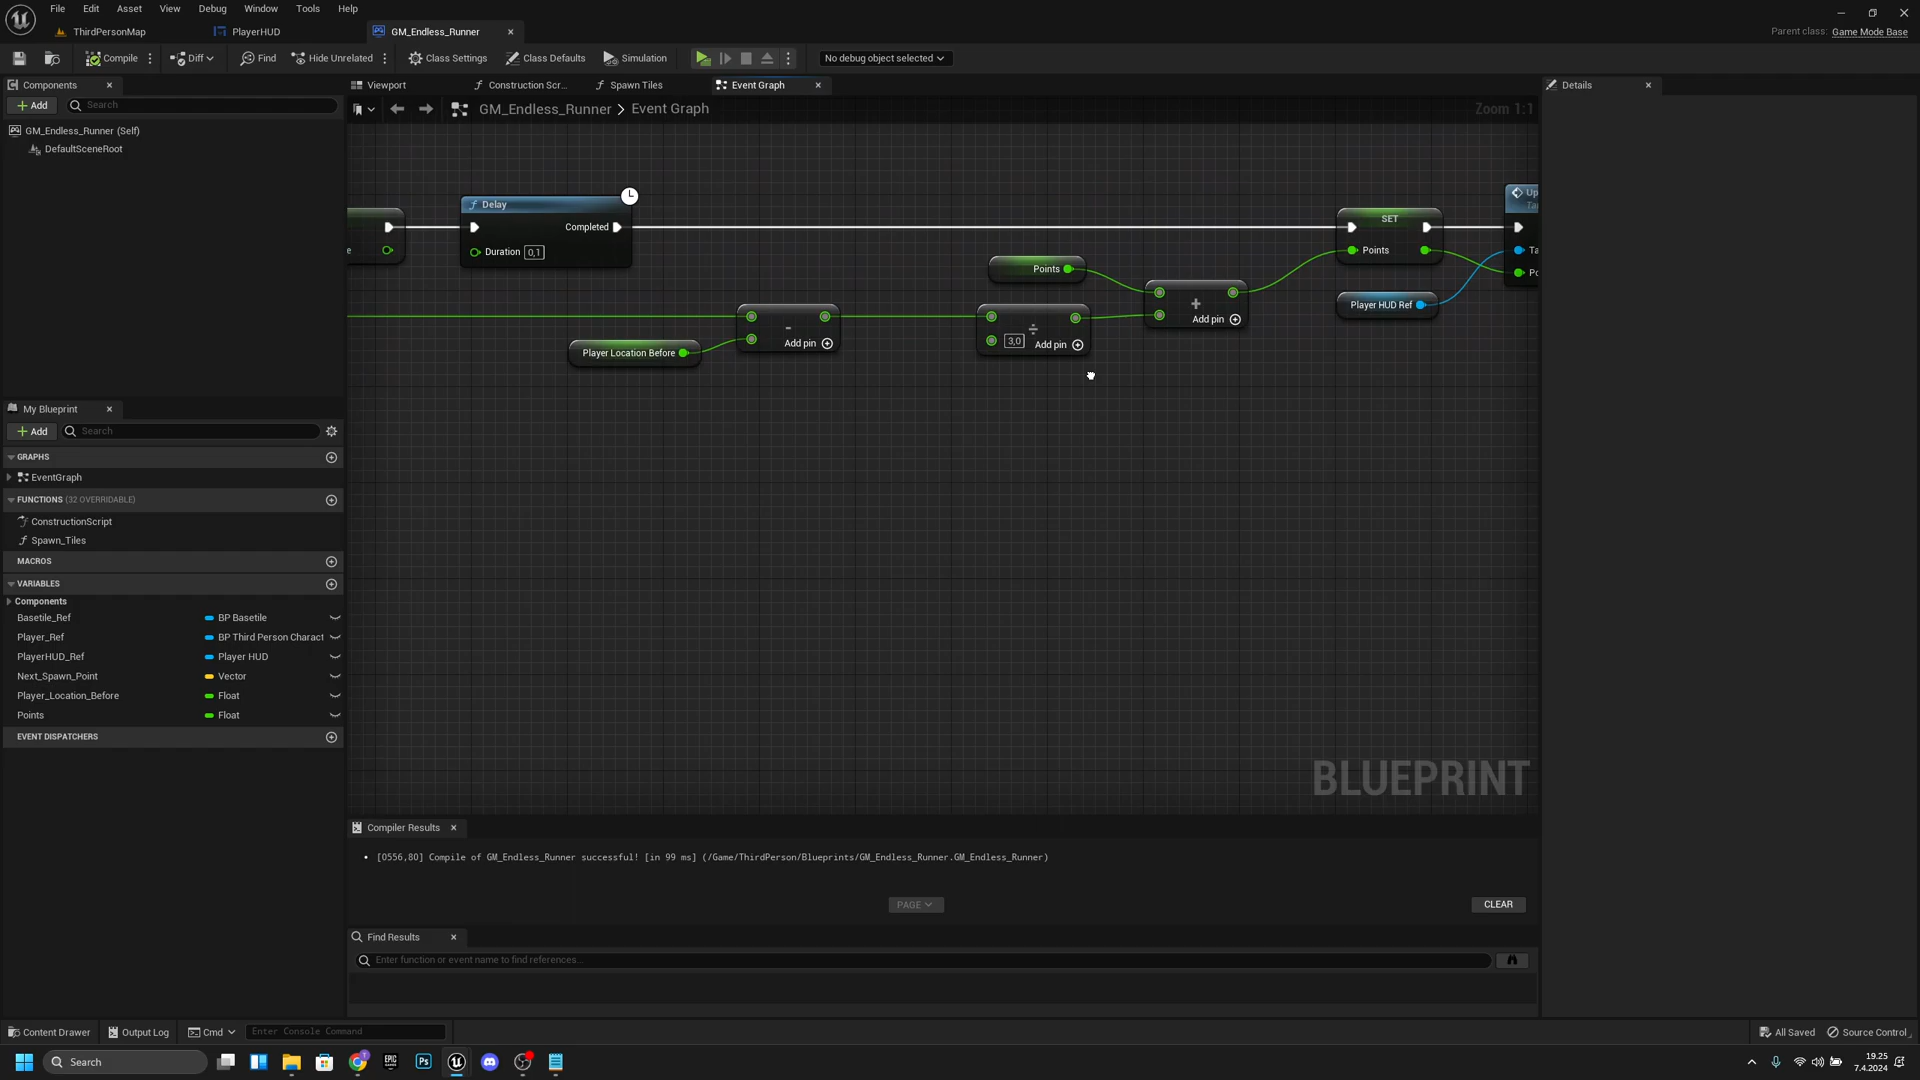 File Edit Asset View Debug Window Tools Help
ThirdPersonMap PlayerHUD GM_Endless_Runner
Parent class: Game Mode Base
Compile Diff Find Hide Unrelated Class Settings Class Defaults Simulation No debug object selected
Components
Viewport Construction Scr... Spawn Tiles Event Graph
Details
Add Search
GM_Endless_Runner > Event Graph
Zoom 1:1
GM_Endless_Runner (Self)
DefaultSceneRoot
Delay
Completed
Duration 0,1
SET
Points
Up
Ta
Po
Points
Add pin
Player HUD Ref
Player Location Before
-
Add pin
÷
3,0
Add pin
+
My Blueprint
Add Search
GRAPHS
EventGraph
FUNCTIONS (32 OVERRIDABLE)
ConstructionScript
Spawn_Tiles
MACROS
VARIABLES
Components
Basetile_Ref BP Basetile
Player_Ref BP Third Person Charact
PlayerHUD_Ref Player HUD
Next_Spawn_Point Vector
Player_Location_Before Float
Points Float
EVENT DISPATCHERS
BLUEPRINT
Compiler Results
[0556,80] Compile of GM_Endless_Runner successful! [in 99 ms] (/Game/ThirdPerson/Blueprints/GM_Endless_Runner.GM_Endless_Runner)
PAGE
CLEAR
Find Results
Enter function or event name to find references...
Content Drawer Output Log Cmd Enter Console Command
All Saved Source Control
Search
EPIC
Ps
19.25
7.4.2024